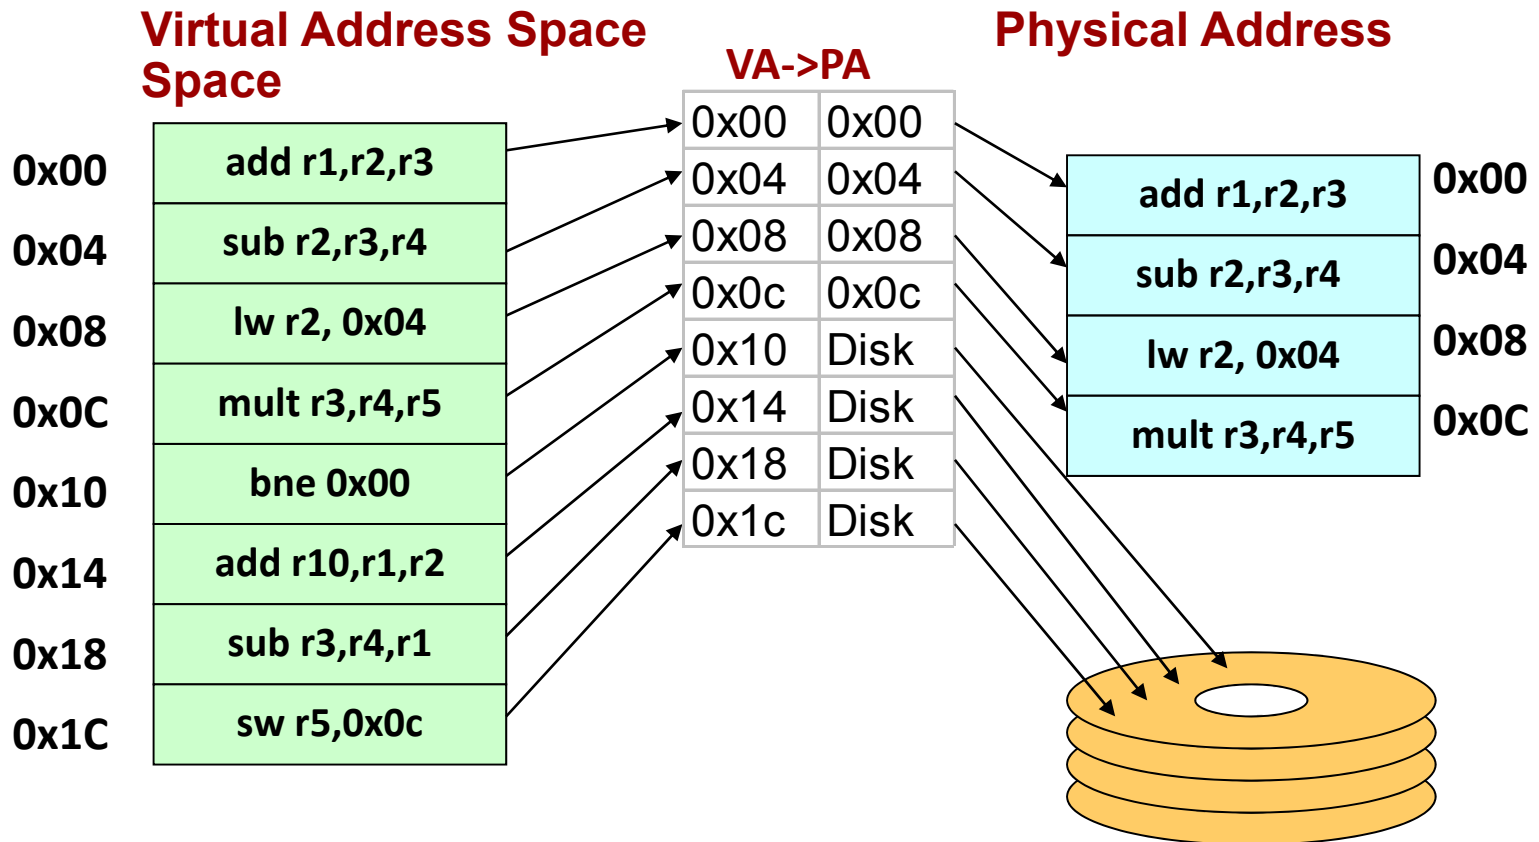 Virtual Address Space
Space
Physical Address
VA->PA
0x00 add r1,r2,r3
0x04 sub r2,r3,r4
0x08 lw r2, 0x04
0x0C mult r3,r4,r5
0x10 bne 0x00
0x14 add r10,r1,r2
0x18 sub r3,r4,r1
0x1C sw r5,0x0c
0x00 0x00
0x04 0x04
0x08 0x08
0x0c 0x0c
0x10 Disk
0x14 Disk
0x18 Disk
0x1c Disk
add r1,r2,r3 0x00
sub r2,r3,r4 0x04
lw r2, 0x04 0x08
mult r3,r4,r5 0x0C